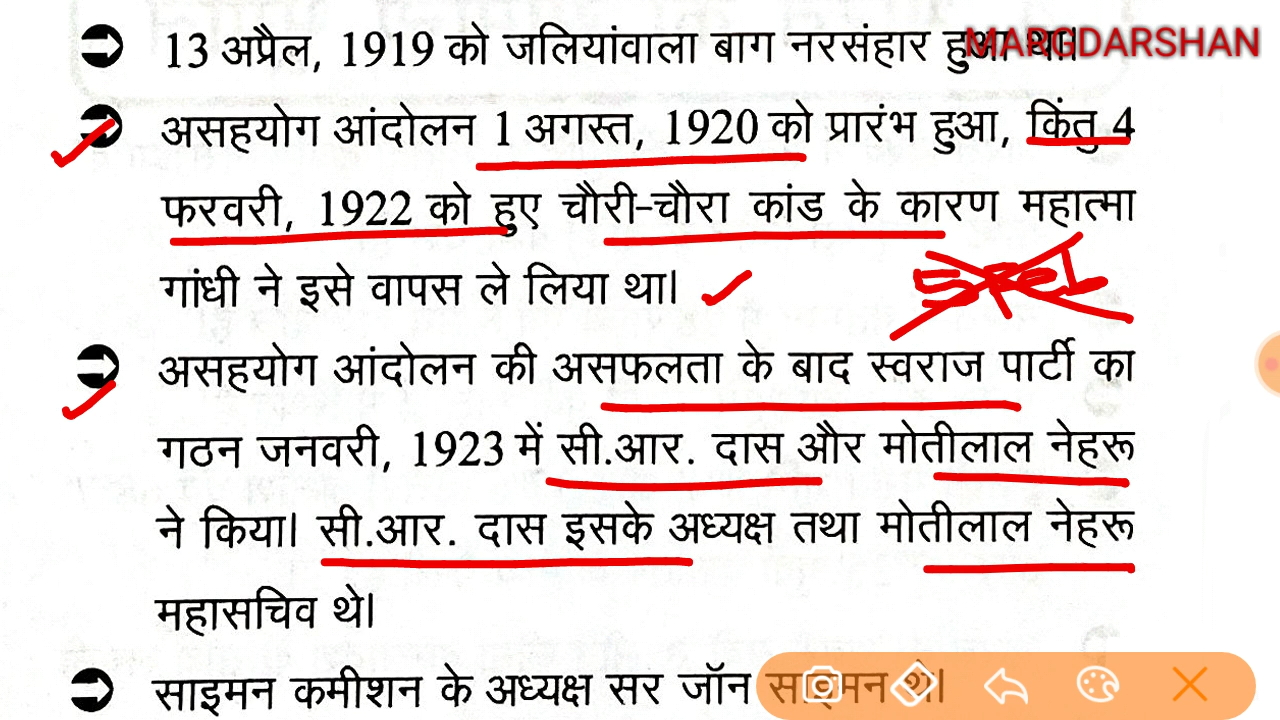 13 अप्रैल, 1919 को जलियांवाला बाग नरसंहार हुआ था।
MARGDARSHAN
असहयोग आंदोलन 1 अगस्त, 1920 को प्रारंभ हुआ, किंतु 4
फरवरी, 1922 को हुए चौरी-चौरा कांड के कारण महात्मा
गांधी ने इसे वापस ले लिया था।
असहयोग आंदोलन की असफलता के बाद स्वराज पार्टी का
गठन जनवरी, 1923 में सी.आर. दास और मोतीलाल नेहरू
ने किया। सी.आर. दास इसके अध्यक्ष तथा मोतीलाल नेहरू
महासचिव थे।
साइमन कमीशन के अध्यक्ष सर जॉन साइमन थे।